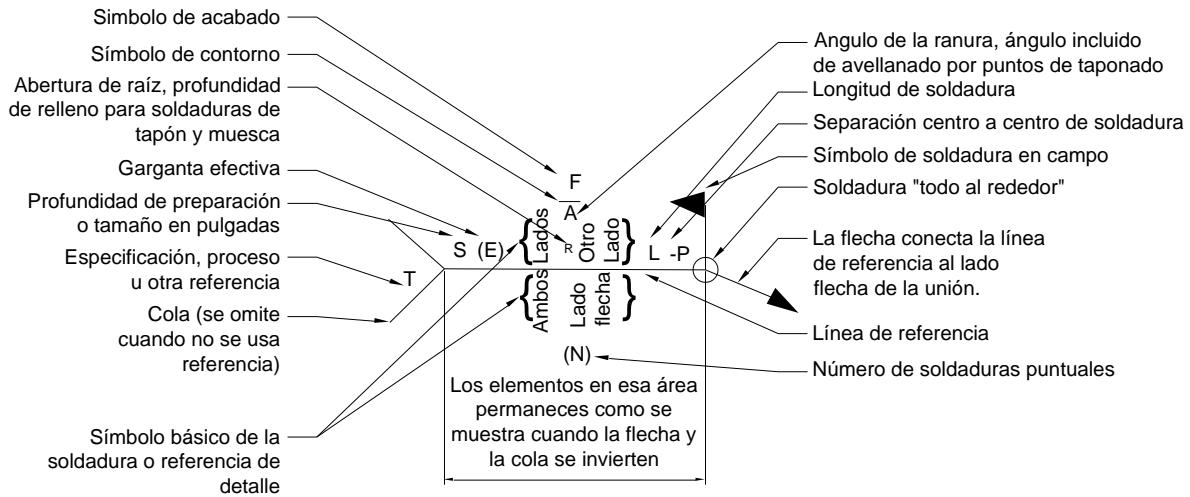 Simbolo de acabado
Símbolo de contorno
Abertura de raíz, profundidad
de relleno para soldaduras de
tapón y muesca
Garganta efectiva
Profundidad de preparación
o tamaño en pulgadas
Especificación, proceso
u otra referencia
Cola (se omite
cuando no se usa
referencia)
Símbolo básico de la
soldadura o referencia de
detalle
F
A
S (E) { Lados R Otro Lado } L -P
T
{ Ambos Lado flecha }
(N)
Los elementos en esa área
permaneces como se
muestra cuando la flecha y
la cola se invierten
Angulo de la ranura, ángulo incluido
de avellanado por puntos de taponado
Longitud de soldadura
Separación centro a centro de soldadura
Símbolo de soldadura en campo
Soldadura "todo al rededor"
La flecha conecta la línea
de referencia al lado
flecha de la unión.
Línea de referencia
Número de soldaduras puntuales